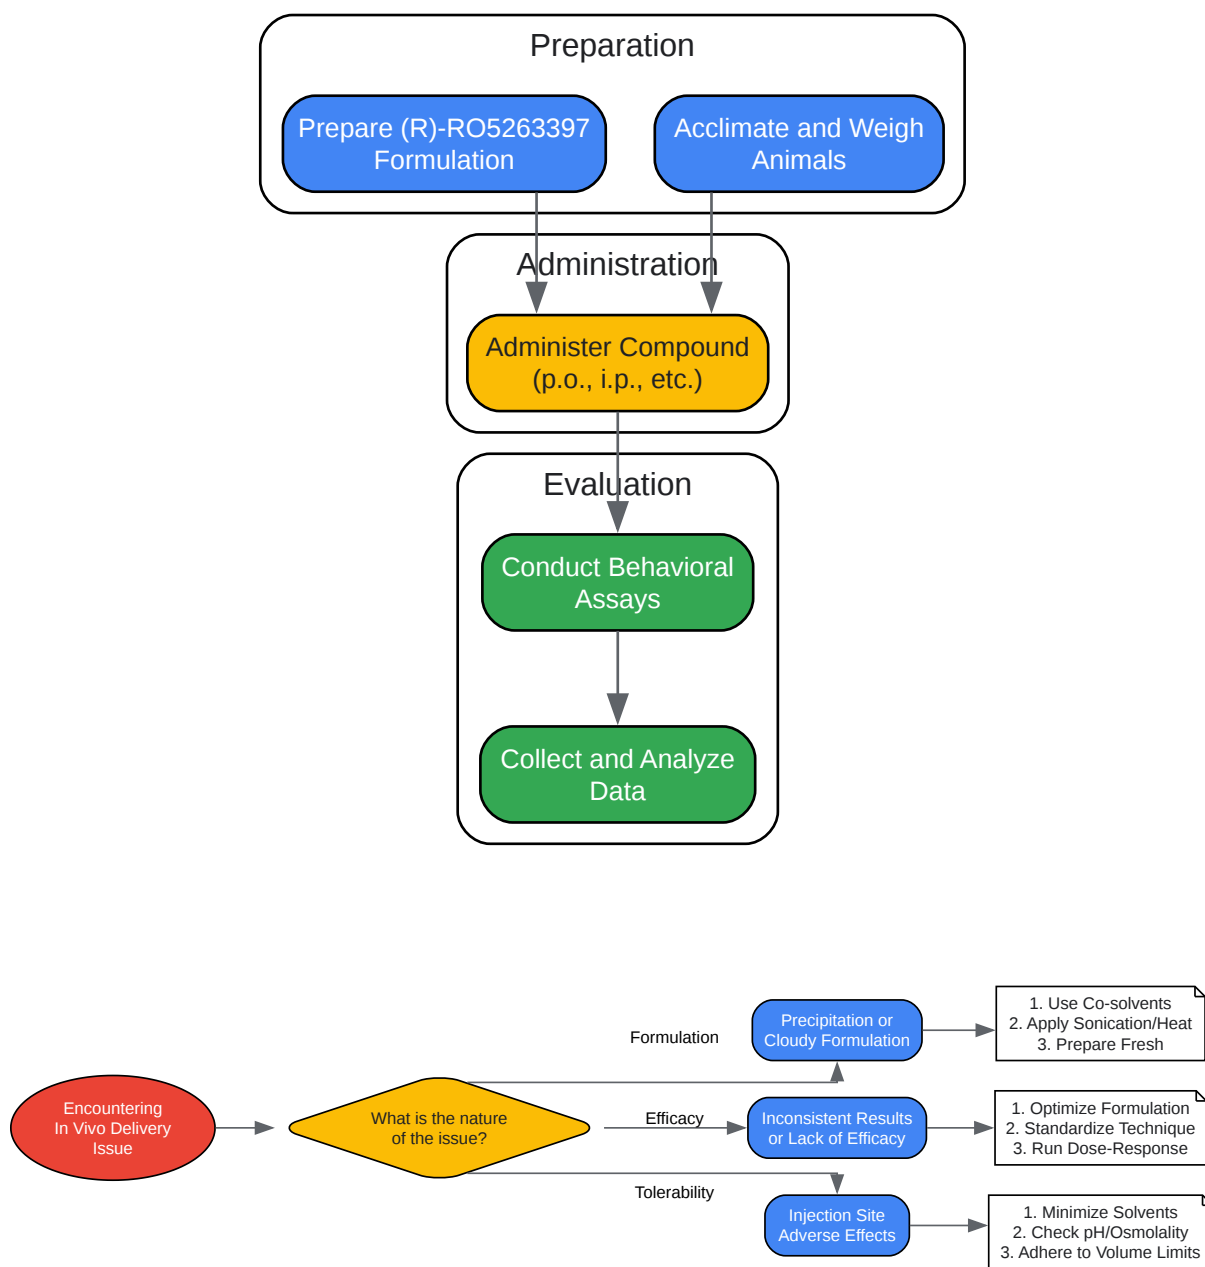 Preparation
Prepare (R)-RO5263397
Formulation
Acclimate and Weigh
Animals
Administration
Administer Compound
(p.o., i.p., etc.)
Evaluation
Conduct Behavioral
Assays
Collect and Analyze
Data
Encountering
In Vivo Delivery
Issue
What is the nature
of the issue?
Formulation
Precipitation or
Cloudy Formulation
1. Use Co-solvents
2. Apply Sonication/Heat
3. Prepare Fresh
Efficacy
Inconsistent Results
or Lack of Efficacy
1. Optimize Formulation
2. Standardize Technique
3. Run Dose-Response
Tolerability
Injection Site
Adverse Effects
1. Minimize Solvents
2. Check pH/Osmolality
3. Adhere to Volume Limits